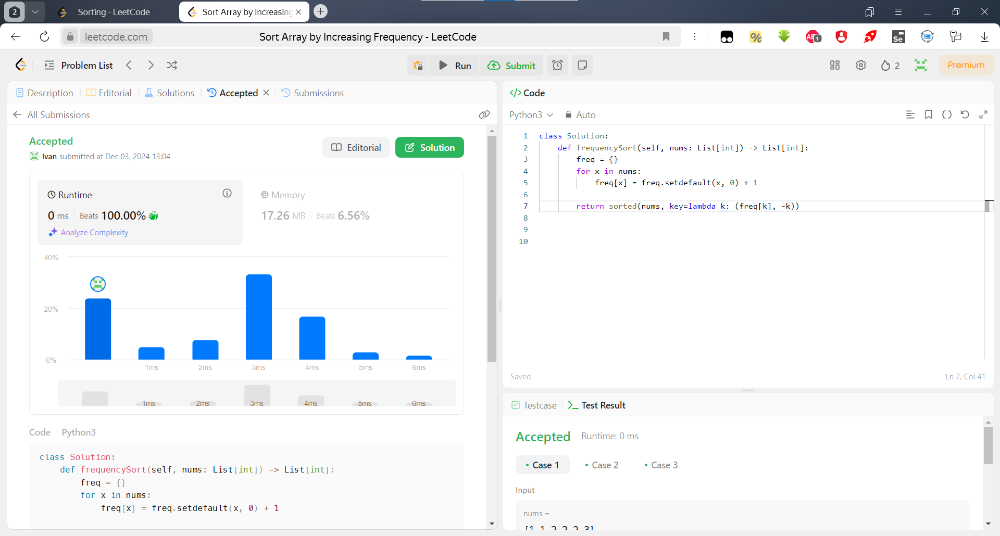 2
Sorting - LeetCode
Sort Array by Increasing
leetcode.com
Sort Array by Increasing Frequency - LeetCode
1
Se
Problem List
Run
Submit
2
Premium
Description
Editorial
Solutions
Accepted
Submissions
All Submissions
Accepted
Ivan submitted at Dec 03, 2024 13:04
Editorial
Solution
Runtime
0 ms
Beats 100.00%
Analyze Complexity
Memory
17.26 MB
Beats 6.56%
40%
20%
0%
1ms 2ms 3ms 4ms 5ms 6ms
1ms 2ms 3ms 4ms 5ms 6ms
Code
Python3
class Solution:
def frequencySort(self, nums: List[int]) -> List[int]:
freq = {}
for x in nums:
freq[x] = freq.setdefault(x, 0) + 1
</> Code
Python3
Auto
1 class Solution:
2 def frequencySort(self, nums: List[int]) -> List[int]:
3 freq = {}
4 for x in nums:
5 freq[x] = freq.setdefault(x, 0) + 1
6
7 return sorted(nums, key=lambda k: (freq[k], -k))
8
9
10
Saved
Ln 7, Col 41
Testcase
Test Result
Accepted
Runtime: 0 ms
Case 1
Case 2
Case 3
Input
nums =
[1,1,2,2,2,3]